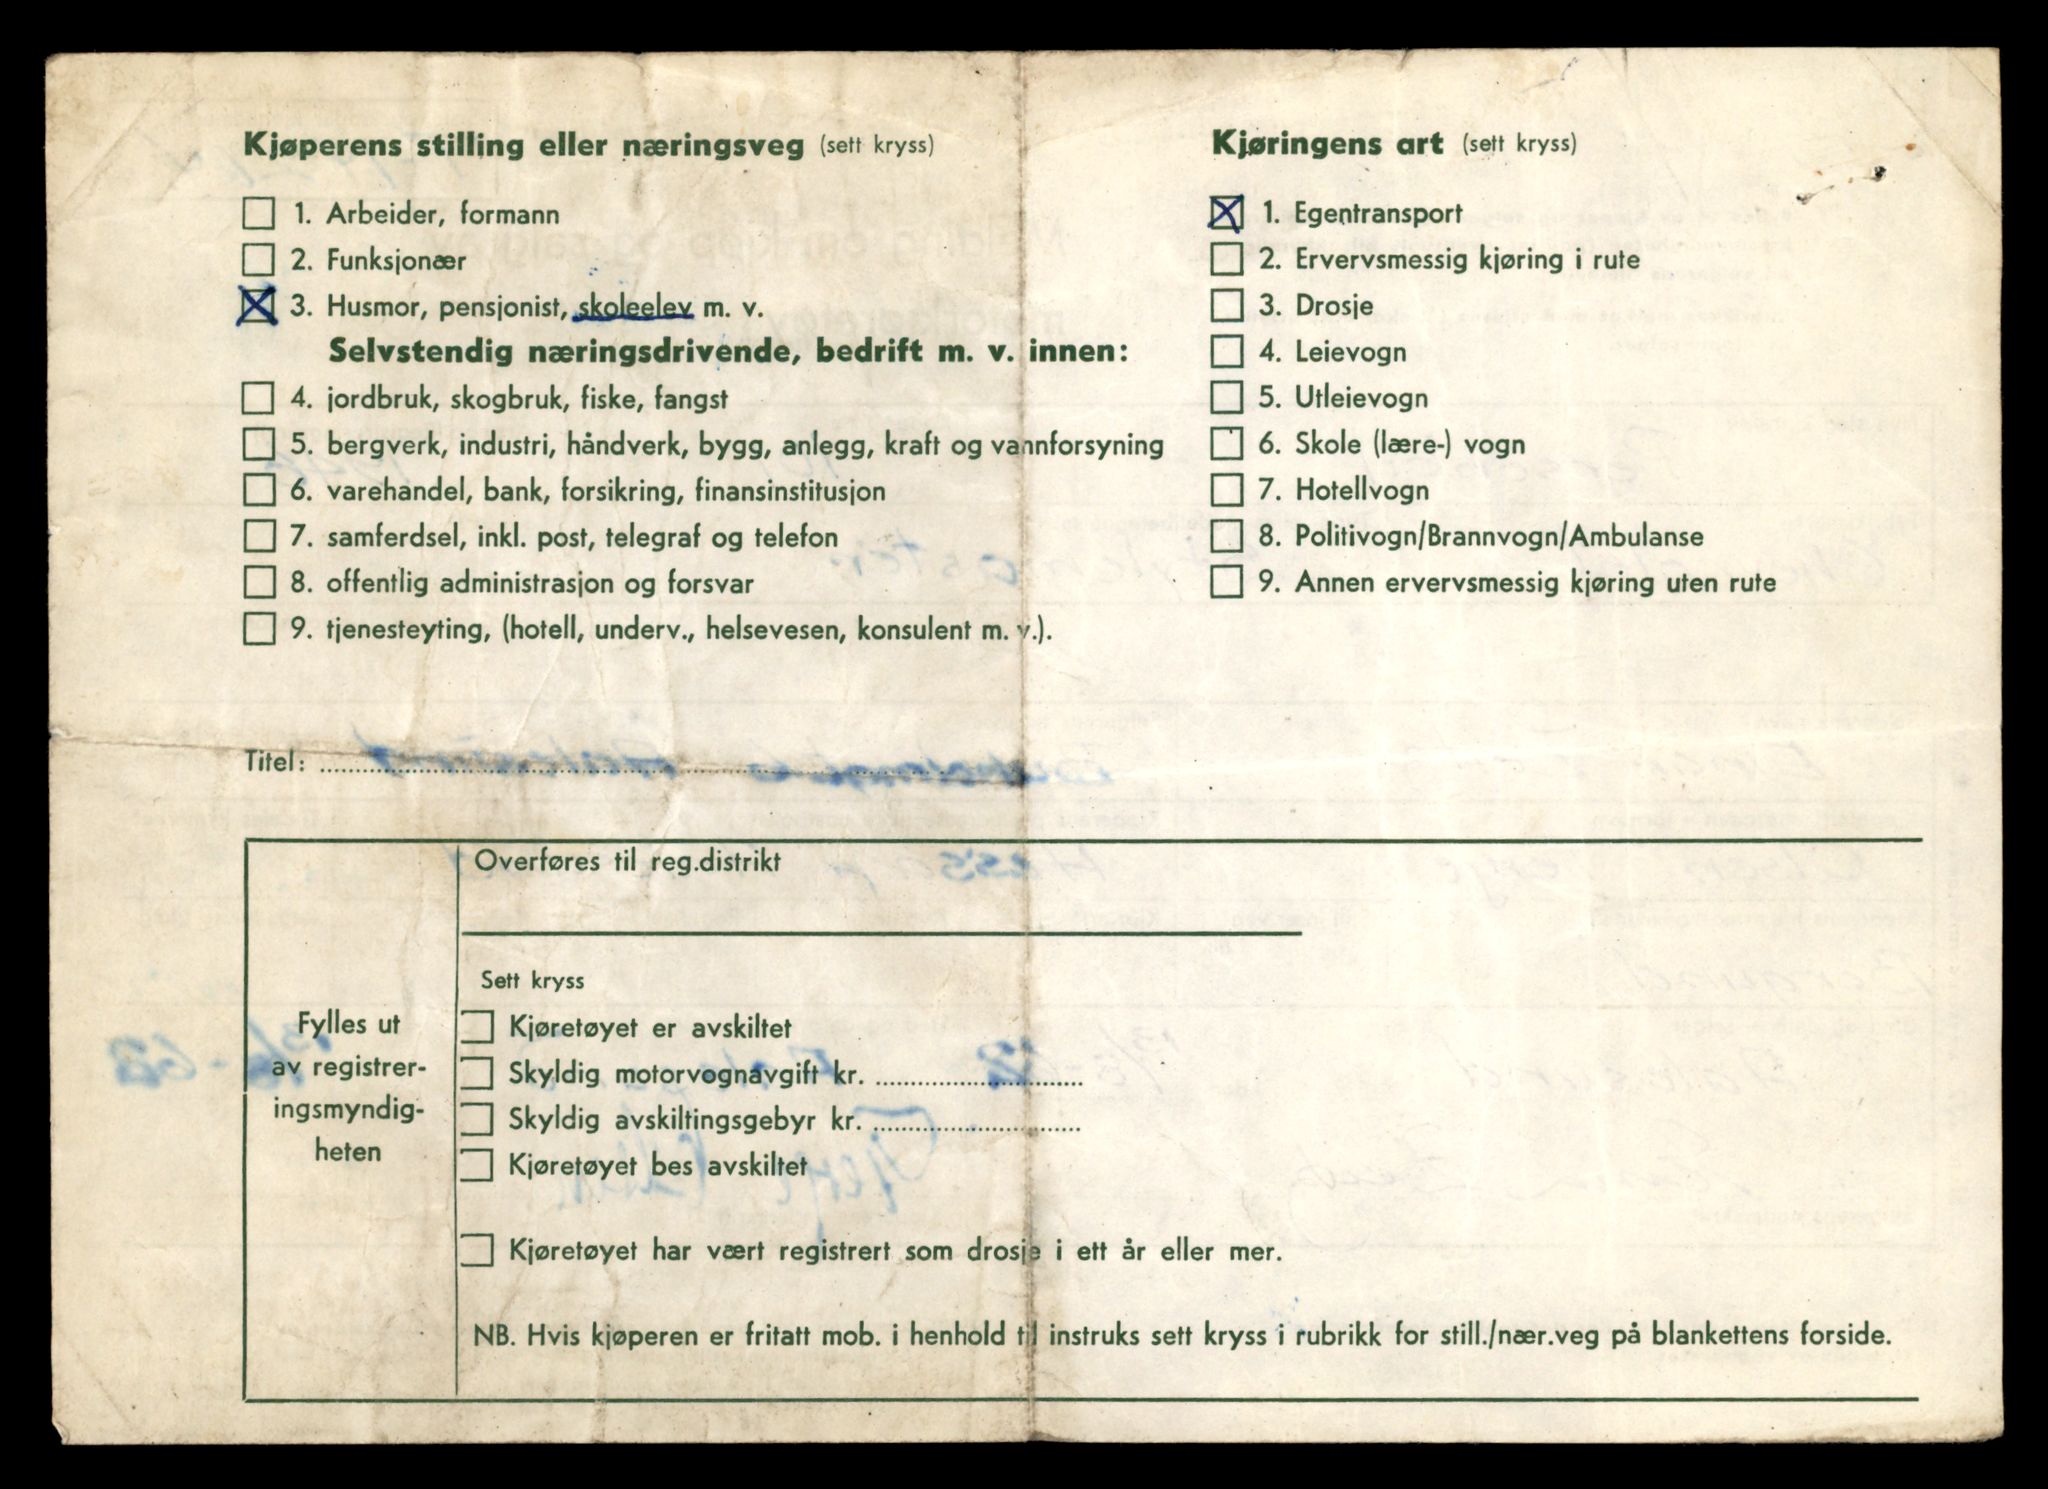 Kjøperens stilling eller næringsveg (sett kryss)
1. Arbeider, formann
2. Funksjonær
3. Husmor, pensjonist, skoleelev m. v.
Selvstendig næringsdrivende, bedrift m. v. innen:
4. jordbruk, skogbruk, fiske, fangst
5. bergverk, industri, håndverk, bygg, anlegg, kraft og vannforsyning
6. varehandel, bank, forsikring, finansinstitusjon
7. samferdsel, inkl. post, telegraf og telefon
8. offentlig administrasjon og forsvar
9. tjenesteyting, (hotell, underv., helsevesen, konsulent m. v.).
Kjøringens art (sett kryss)
1. Egentransport
2. Ervervsmessig kjøring i rute
3. Drosje
4. Leievogn
5. Utleievogn
6. Skole (lære-) vogn
7. Hotellvogn
8. Politivogn/Brannvogn/Ambulanse
9. Annen ervervsmessig kjøring uten rute
Titel:
Fylles ut
av registrer-
ingsmyndig-
heten
Overføres til reg.distrikt
Sett kryss
Kjøretøyet er avskiltet
Skyldig motorvognavgift kr.
Skyldig avskiltingsgebyr kr.
Kjøretøyet bes avskiltet
Kjøretøyet har vært registrert som drosje i ett år eller mer.
NB. Hvis kjøperen er fritatt mob. i henhold til instruks sett kryss i rubrikk for still./nær.veg på blankettens forside.